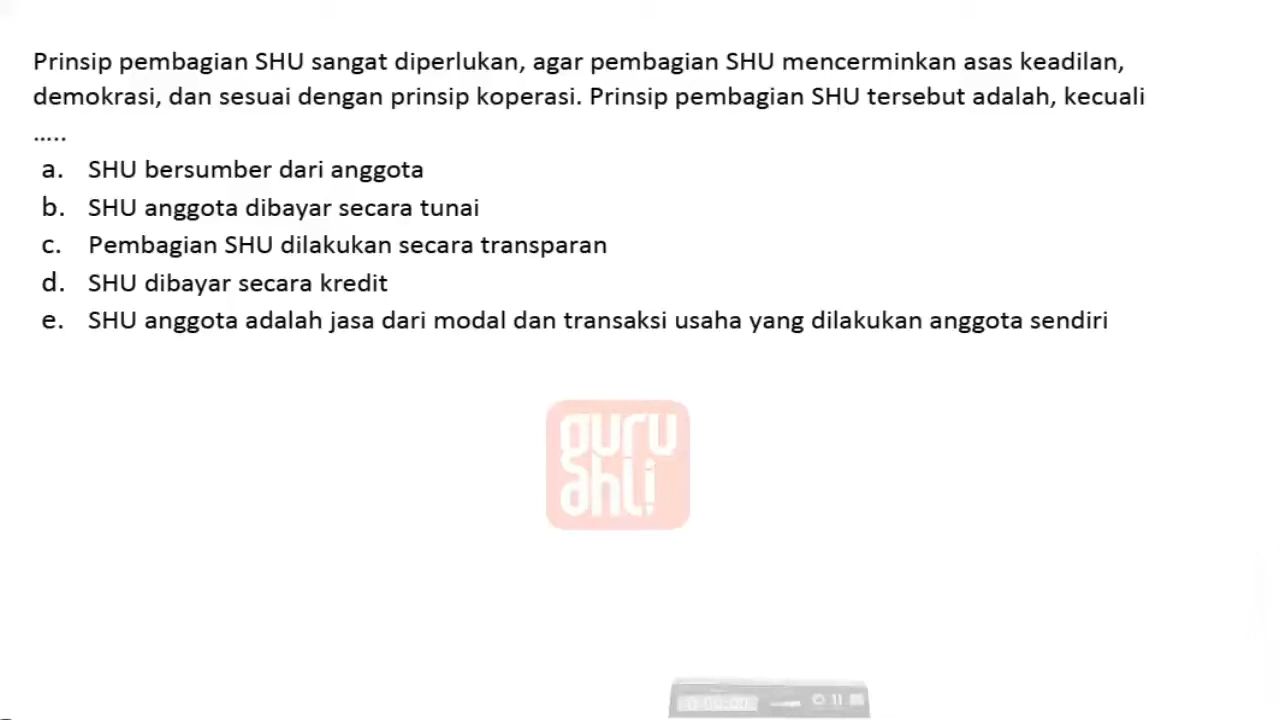 Prinsip pembagian SHU sangat diperlukan, agar pembagian SHU mencerminkan asas keadilan,
demokrasi, dan sesuai dengan prinsip koperasi. Prinsip pembagian SHU tersebut adalah, kecuali
.....
a. SHU bersumber dari anggota
b. SHU anggota dibayar secara tunai
c. Pembagian SHU dilakukan secara transparan
d. SHU dibayar secara kredit
e. SHU anggota adalah jasa dari modal dan transaksi usaha yang dilakukan anggota sendiri
guru
ahli